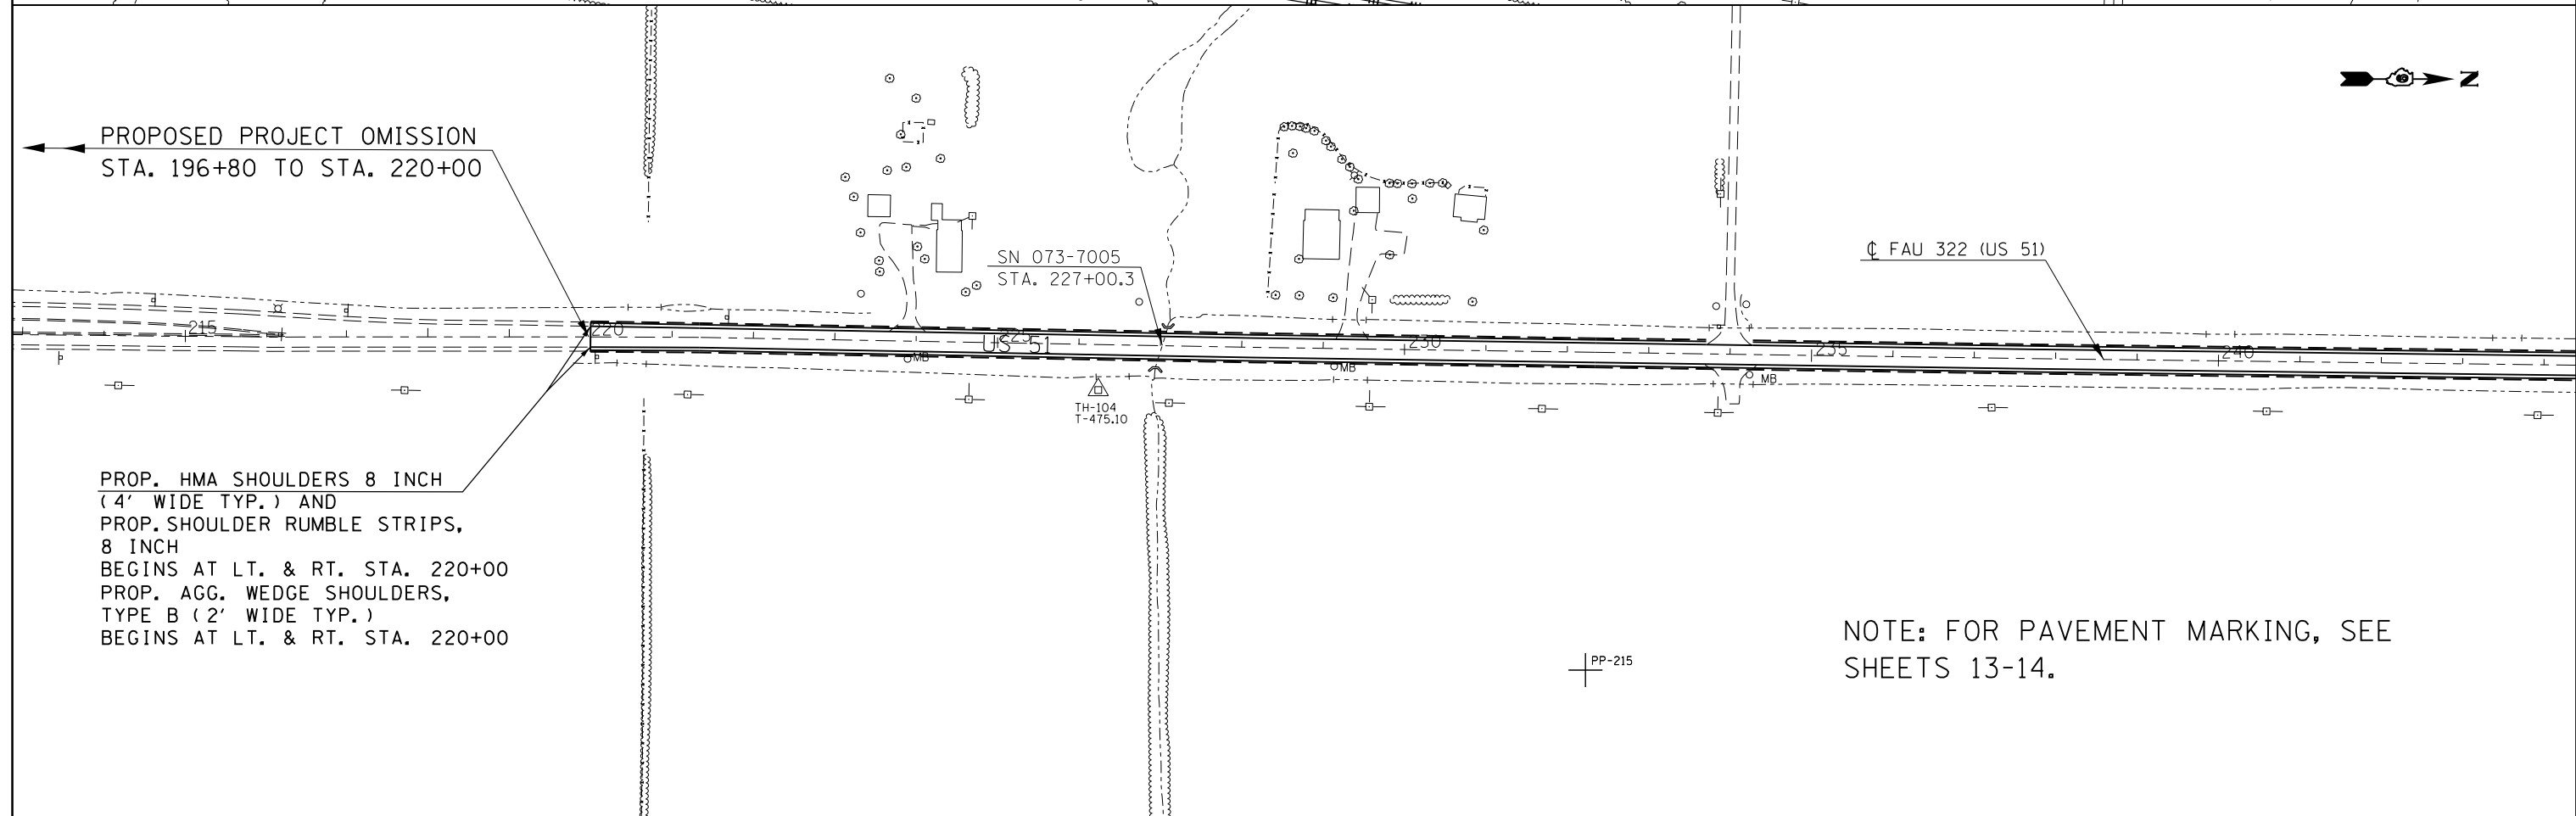 N
PROPOSED PROJECT OMISSION
STA. 196+80 TO STA. 220+00
SN 073-7005
STA. 227+00.3
℄ FAU 322 (US 51)
215
220
225
US 51
230
235
240
MB
MB
MB
TH-104
T-475.10
PROP. HMA SHOULDERS 8 INCH
(4' WIDE TYP.) AND
PROP. SHOULDER RUMBLE STRIPS,
8 INCH
BEGINS AT LT. & RT. STA. 220+00
PROP. AGG. WEDGE SHOULDERS,
TYPE B (2' WIDE TYP.)
BEGINS AT LT. & RT. STA. 220+00
NOTE: FOR PAVEMENT MARKING, SEE
SHEETS 13-14.
PP-215